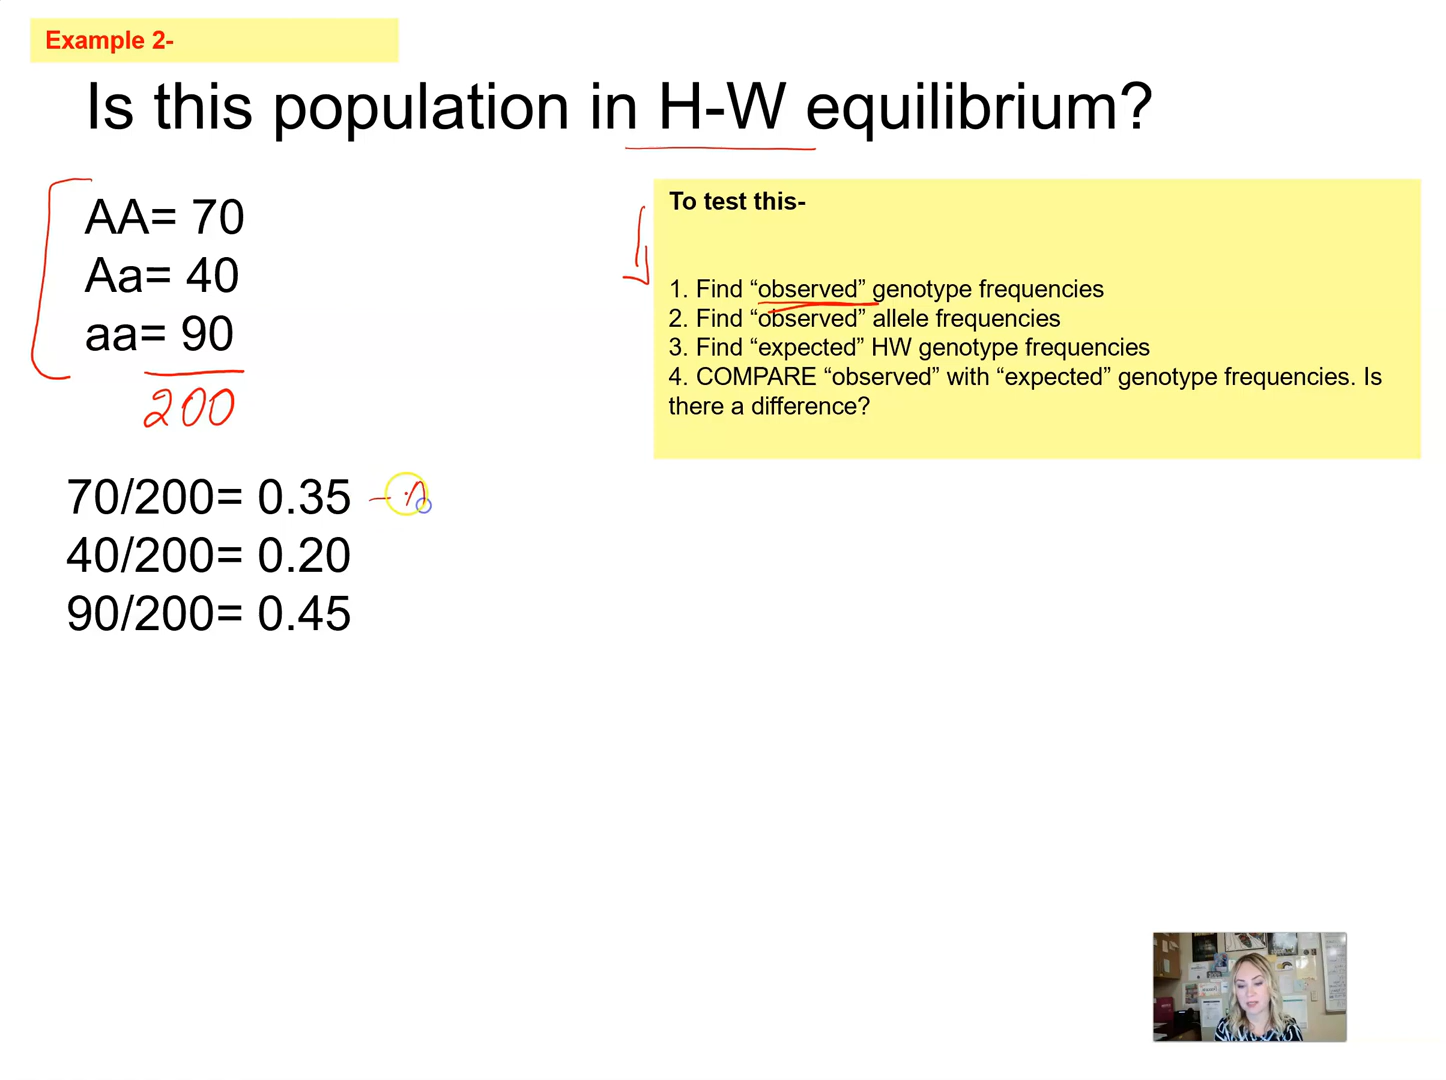 Example 2-
Is this population in H-W equilibrium?
AA= 70
Aa= 40
aa= 90
200
To test this-
1. Find “observed” genotype frequencies
2. Find “observed” allele frequencies
3. Find “expected” HW genotype frequencies
4. COMPARE “observed” with “expected” genotype frequencies. Is
there a difference?
70/200= 0.35
40/200= 0.20
90/200= 0.45